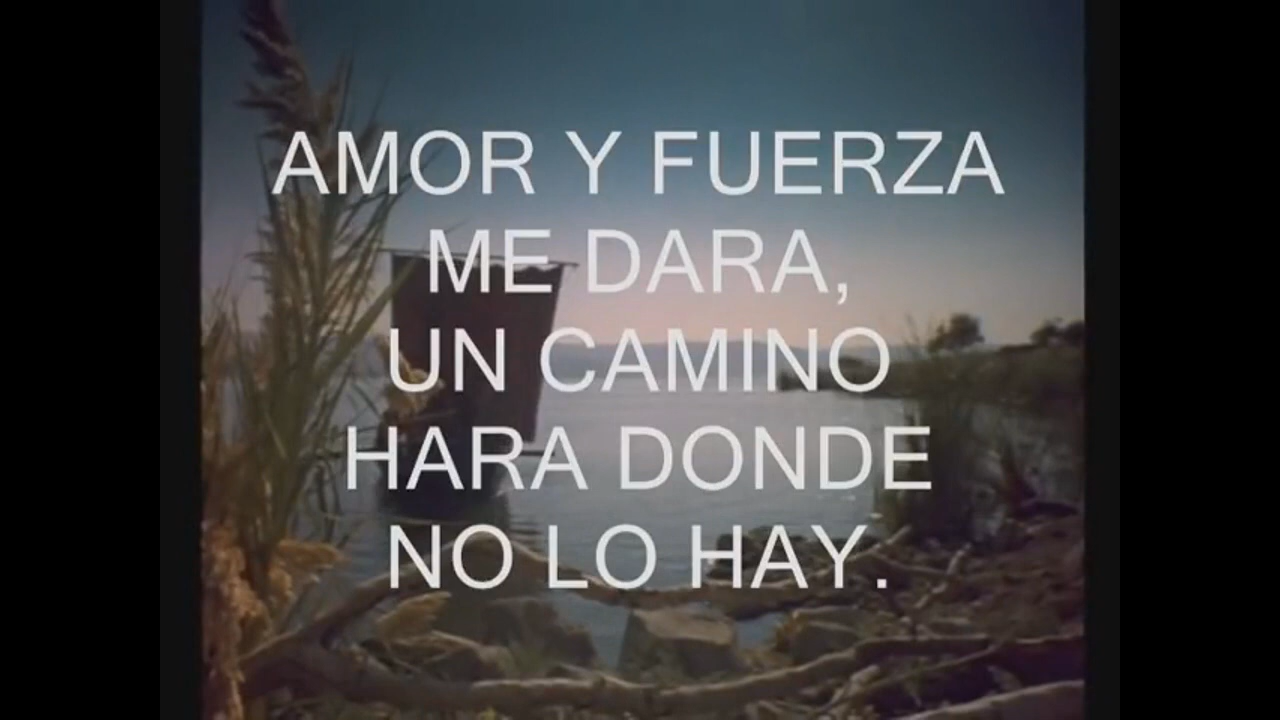 AMOR Y FUERZA
ME DARA,
UN CAMINO
HARA DONDE
NO LO HAY.